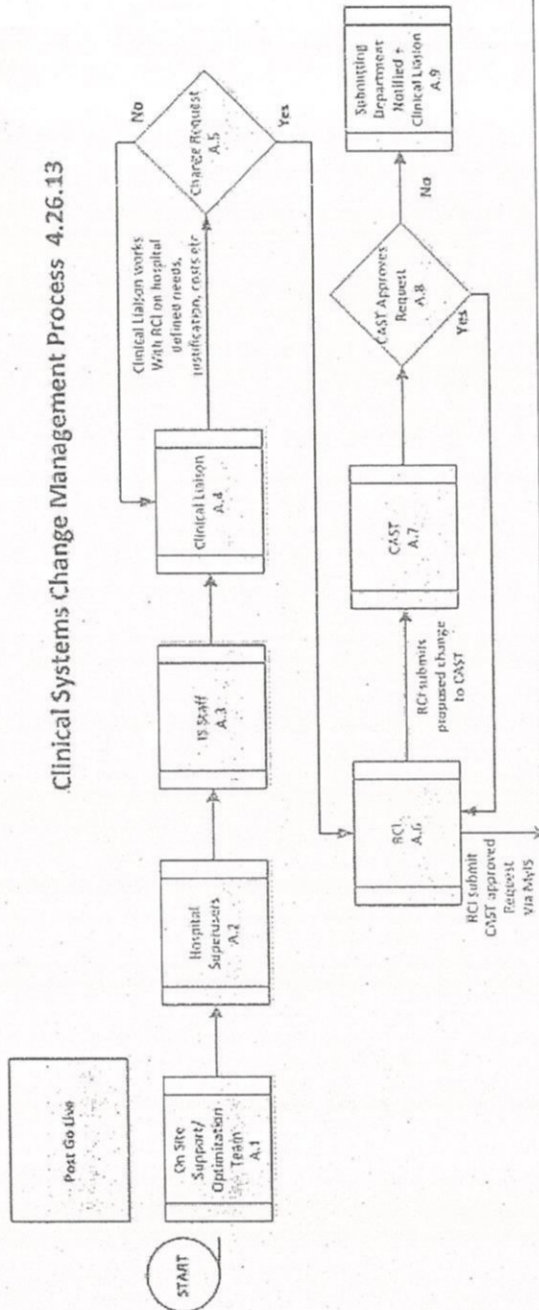 Clinical Systems Change Management Process 4.26.13
Post Go Live
START
On Site
Support/
Optimization
Team
A.1
Hospital
Superusers
A.2
IS Staff
A.3
Clinical Liaison
A.4
Clinical Liaison works
With RCI on hospital
defined needs,
justification, costs etc
Change Request
A.5
No
Yes
RCI
A.6
RCI submits
proposed change
to CAST
CAST
A.7
CAST Approves
Request
A.8
No
Yes
Submitting
Department
Notified +
Clinical Liasion
A.9
RCI submit
CAST approved
Request
Via MyIS